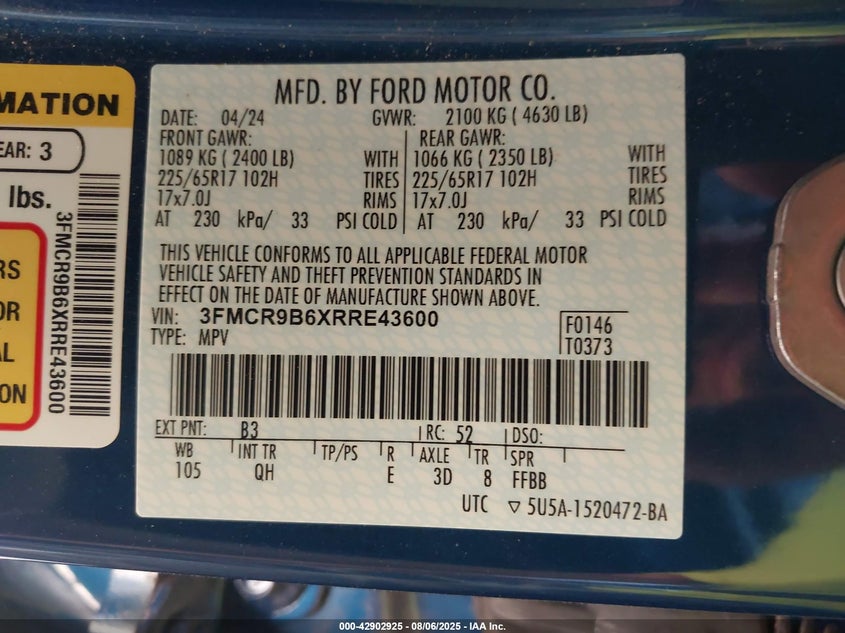 MATION
EAR: 3
lbs.
RS
OR
AL
ON
3FMCR9B6XRRE43600
MFD. BY FORD MOTOR CO.
DATE: 04/24 GVWR: 2100 KG ( 4630 LB)
FRONT GAWR: REAR GAWR:
1089 KG ( 2400 LB) WITH 1066 KG ( 2350 LB) WITH
225/65R17 102H TIRES 225/65R17 102H TIRES
17x7.0J RIMS 17x7.0J RIMS
AT 230 kPa/ 33 PSI COLD AT 230 kPa/ 33 PSI COLD
THIS VEHICLE CONFORMS TO ALL APPLICABLE FEDERAL MOTOR
VEHICLE SAFETY AND THEFT PREVENTION STANDARDS IN
EFFECT ON THE DATE OF MANUFACTURE SHOWN ABOVE.
VIN: 3FMCR9B6XRRE43600 F0146
TYPE: MPV T0373
EXT PNT: B3 RC: 52 DSO:
WB INT TR TP/PS R AXLE TR SPR
105 QH E 3D 8 FFBB
UTC ▽ 5U5A-1520472-BA
000-42902925 - 08/06/2025 - IAA Inc.